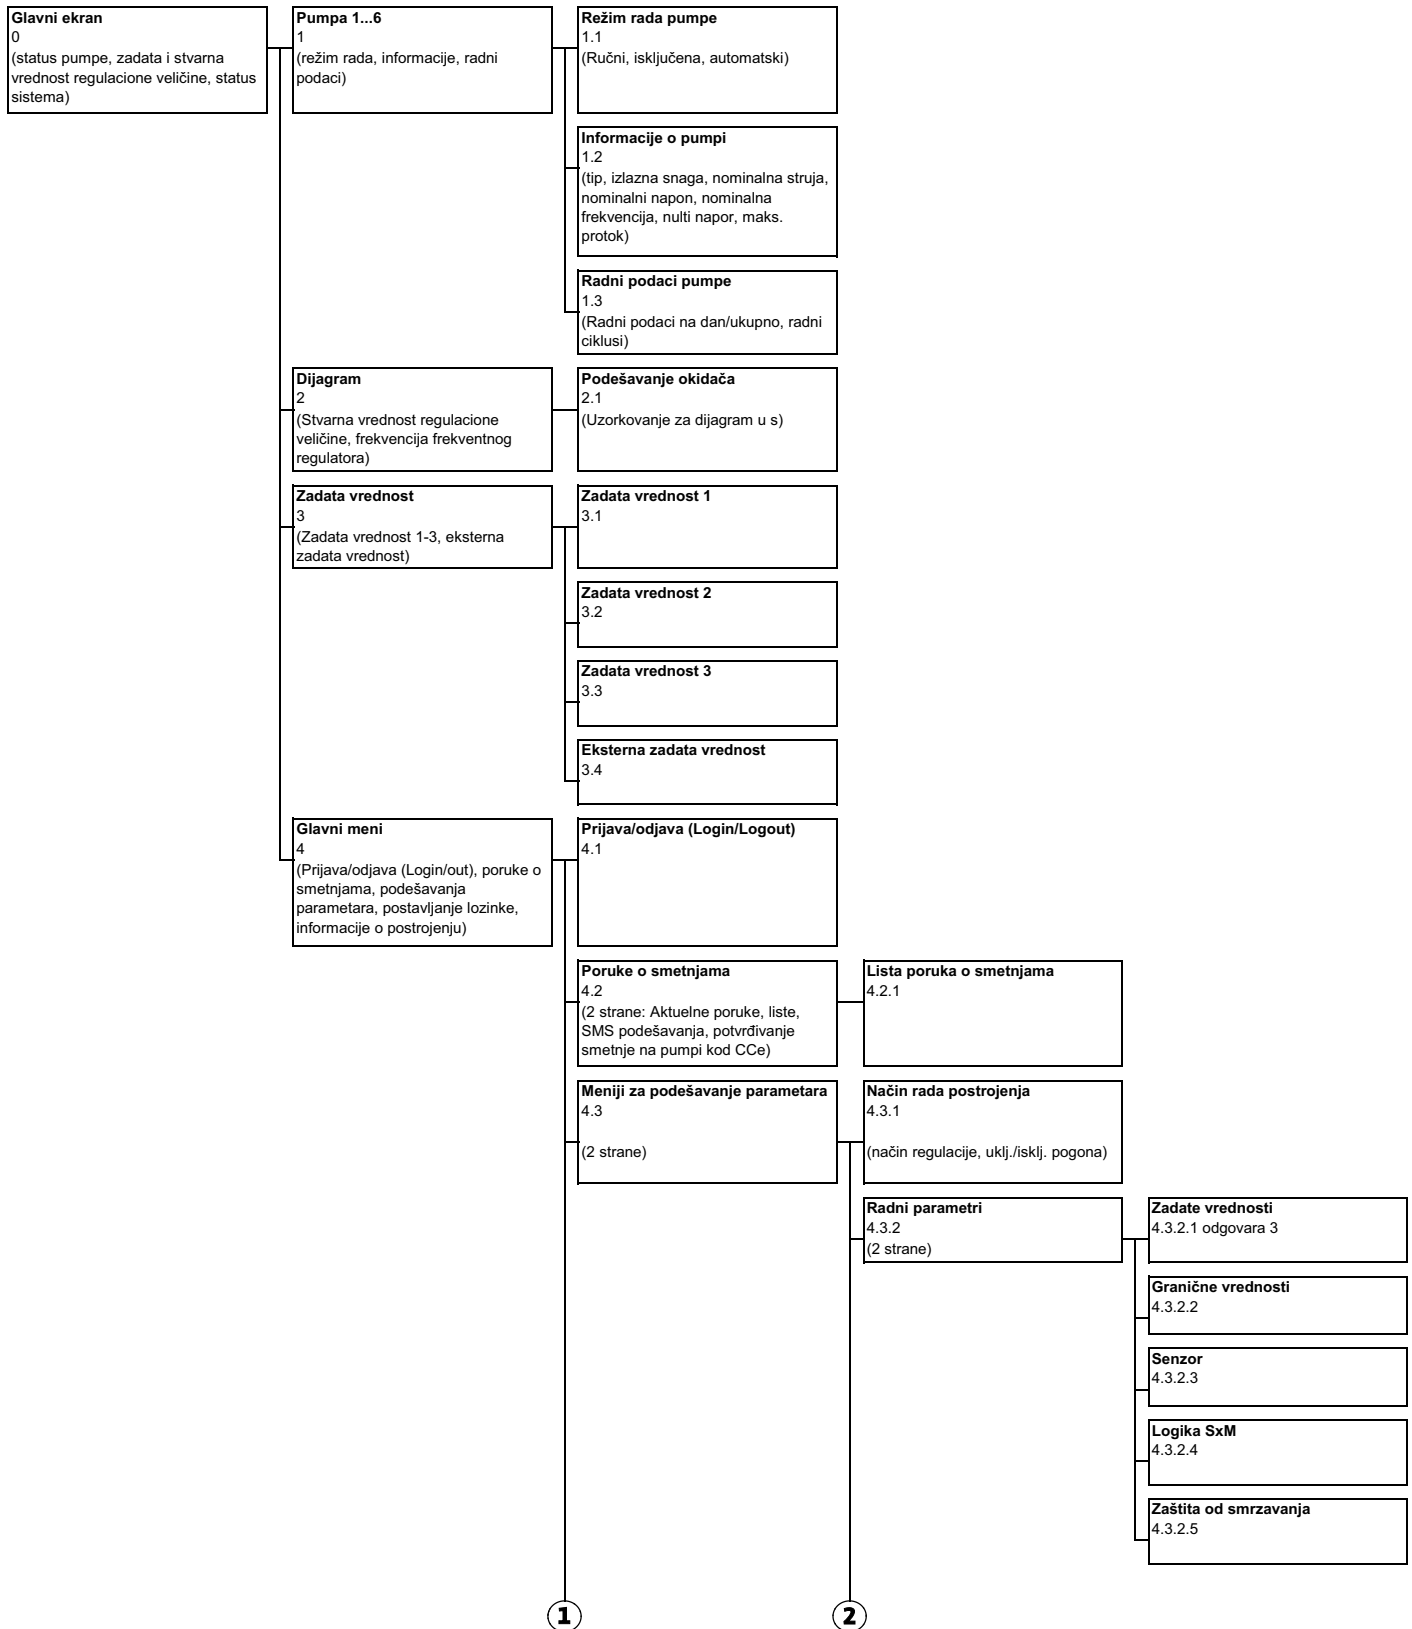 Glavni ekran
0
(status pumpe, zadata i stvarna
vrednost regulacione veličine, status
sistema)
Pumpa 1...6
1
(režim rada, informacije, radni
podaci)
Režim rada pumpe
1.1
(Ručni, isključena, automatski)
Informacije o pumpi
1.2
(tip, izlazna snaga, nominalna struja,
nominalni napon, nominalna
frekvencija, nulti napor, maks.
protok)
Radni podaci pumpe
1.3
(Radni podaci na dan/ukupno, radni
ciklusi)
Dijagram
2
(Stvarna vrednost regulacione
veličine, frekvencija frekventnog
regulatora)
Podešavanje okidača
2.1
(Uzorkovanje za dijagram u s)
Zadata vrednost
3
(Zadata vrednost 1-3, eksterna
zadata vrednost)
Zadata vrednost 1
3.1
Zadata vrednost 2
3.2
Zadata vrednost 3
3.3
Eksterna zadata vrednost
3.4
Glavni meni
4
(Prijava/odjava (Login/out), poruke o
smetnjama, podešavanja
parametara, postavljanje lozinke,
informacije o postrojenju)
Prijava/odjava (Login/Logout)
4.1
Poruke o smetnjama
4.2
(2 strane: Aktuelne poruke, liste,
SMS podešavanja, potvrđivanje
smetnje na pumpi kod CCe)
Lista poruka o smetnjama
4.2.1
Meniji za podešavanje parametara
4.3
(2 strane)
Način rada postrojenja
4.3.1
(način regulacije, uklj./isklj. pogona)
Radni parametri
4.3.2
(2 strane)
Zadate vrednosti
4.3.2.1 odgovara 3
Granične vrednosti
4.3.2.2
Senzor
4.3.2.3
Logika SxM
4.3.2.4
Zaštita od smrzavanja
4.3.2.5
1
2